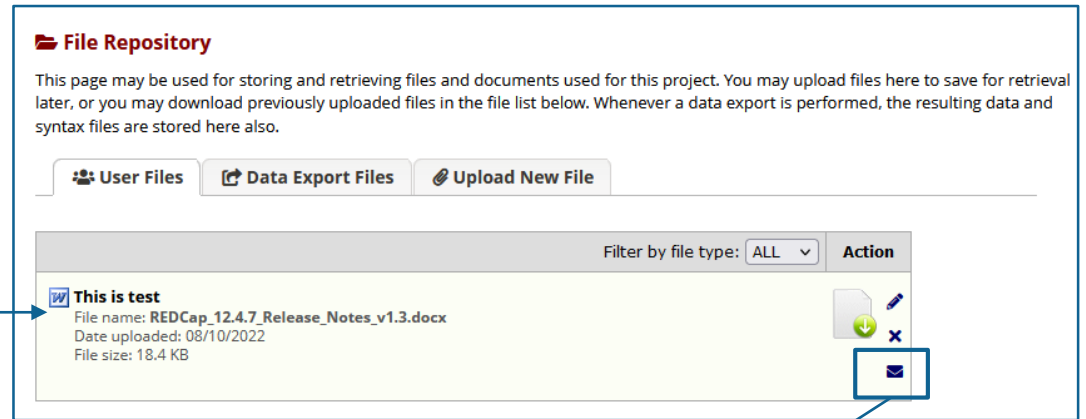 File Repository
This page may be used for storing and retrieving files and documents used for this project. You may upload files here to save for retrieval
later, or you may download previously uploaded files in the file list below. Whenever a data export is performed, the resulting data and
syntax files are stored here also.
User Files Data Export Files Upload New File
Filter by file type: ALL Action
This is test
File name: REDCap_12.4.7_Release_Notes_v1.3.docx
Date uploaded: 08/10/2022
File size: 18.4 KB